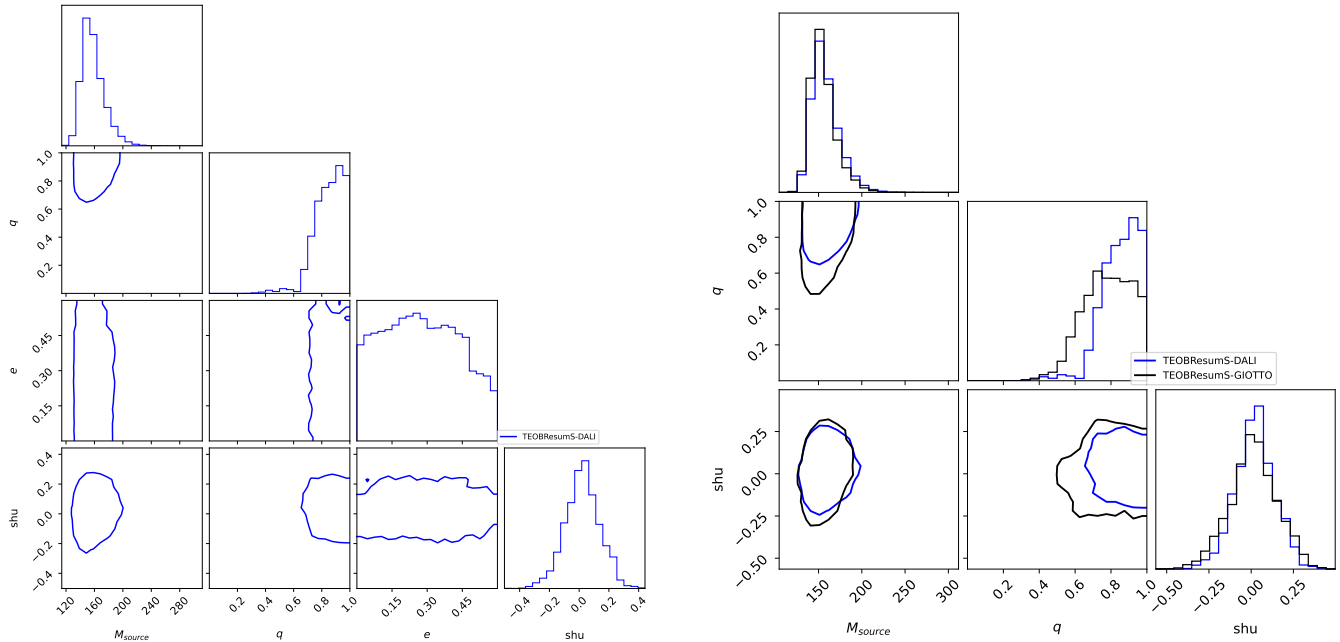 1.0
0.8
0.6
0.4
0.2
q
0.45
0.30
0.15
e
TEOBResumS-DALI
0.4
0.2
0.0
−0.2
−0.4
shu
120 160 200 240 280
0.2 0.4 0.6 0.8 1.0
0.15 0.30 0.45
−0.4 −0.2 0.0 0.2 0.4
M_source
q
e
shu
1.0
0.8
0.6
0.4
0.2
q
TEOBResumS-DALI
TEOBResumS-GIOTTO
0.25
0.00
−0.25
−0.50
shu
150 200 250 300
0.2 0.4 0.6 0.8 1.0
−0.50 −0.25 0.00 0.25
M_source
q
shu